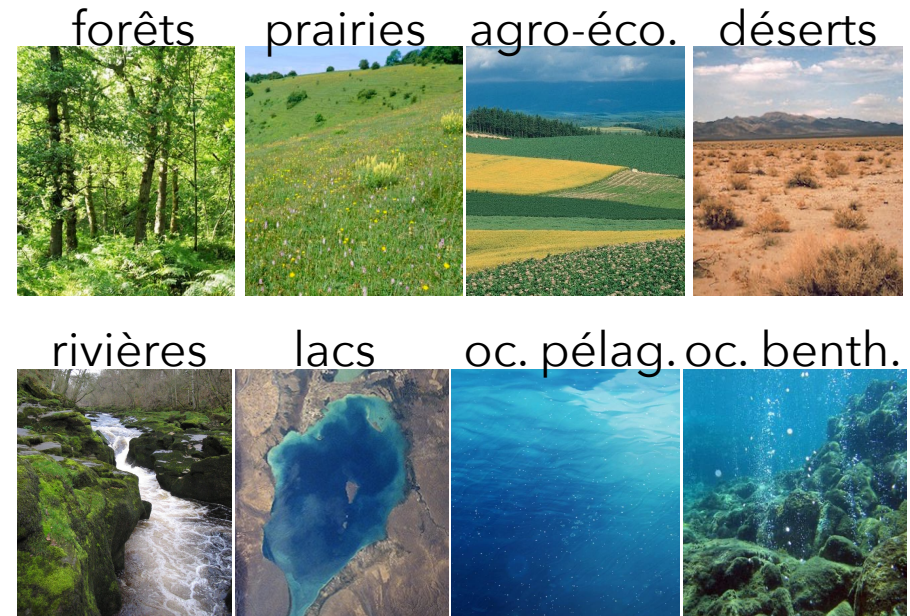 forêts prairies agro-éco. déserts
rivières lacs oc. pélag. oc. benth.